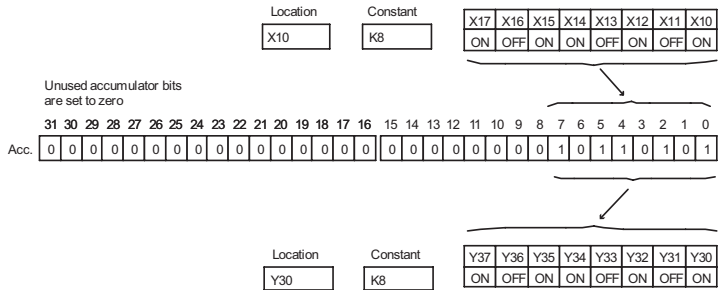 Location Constant X17 X16 X15 X14 X13 X12 X11 X10
X10 K8 ON OFF ON ON OFF ON OFF ON
Unused accumulator bits
are set to zero
31 30 29 28 27 26 25 24 23 22 21 20 19 18 17 16 15 14 13 12 11 10 9 8 7 6 5 4 3 2 1 0
Acc. 0 0 0 0 0 0 0 0 0 0 0 0 0 0 0 0 0 0 0 0 0 0 0 0 1 0 1 1 0 1 0 1
Location Constant Y37 Y36 Y35 Y34 Y33 Y32 Y31 Y30
Y30 K8 ON OFF ON ON OFF ON OFF ON